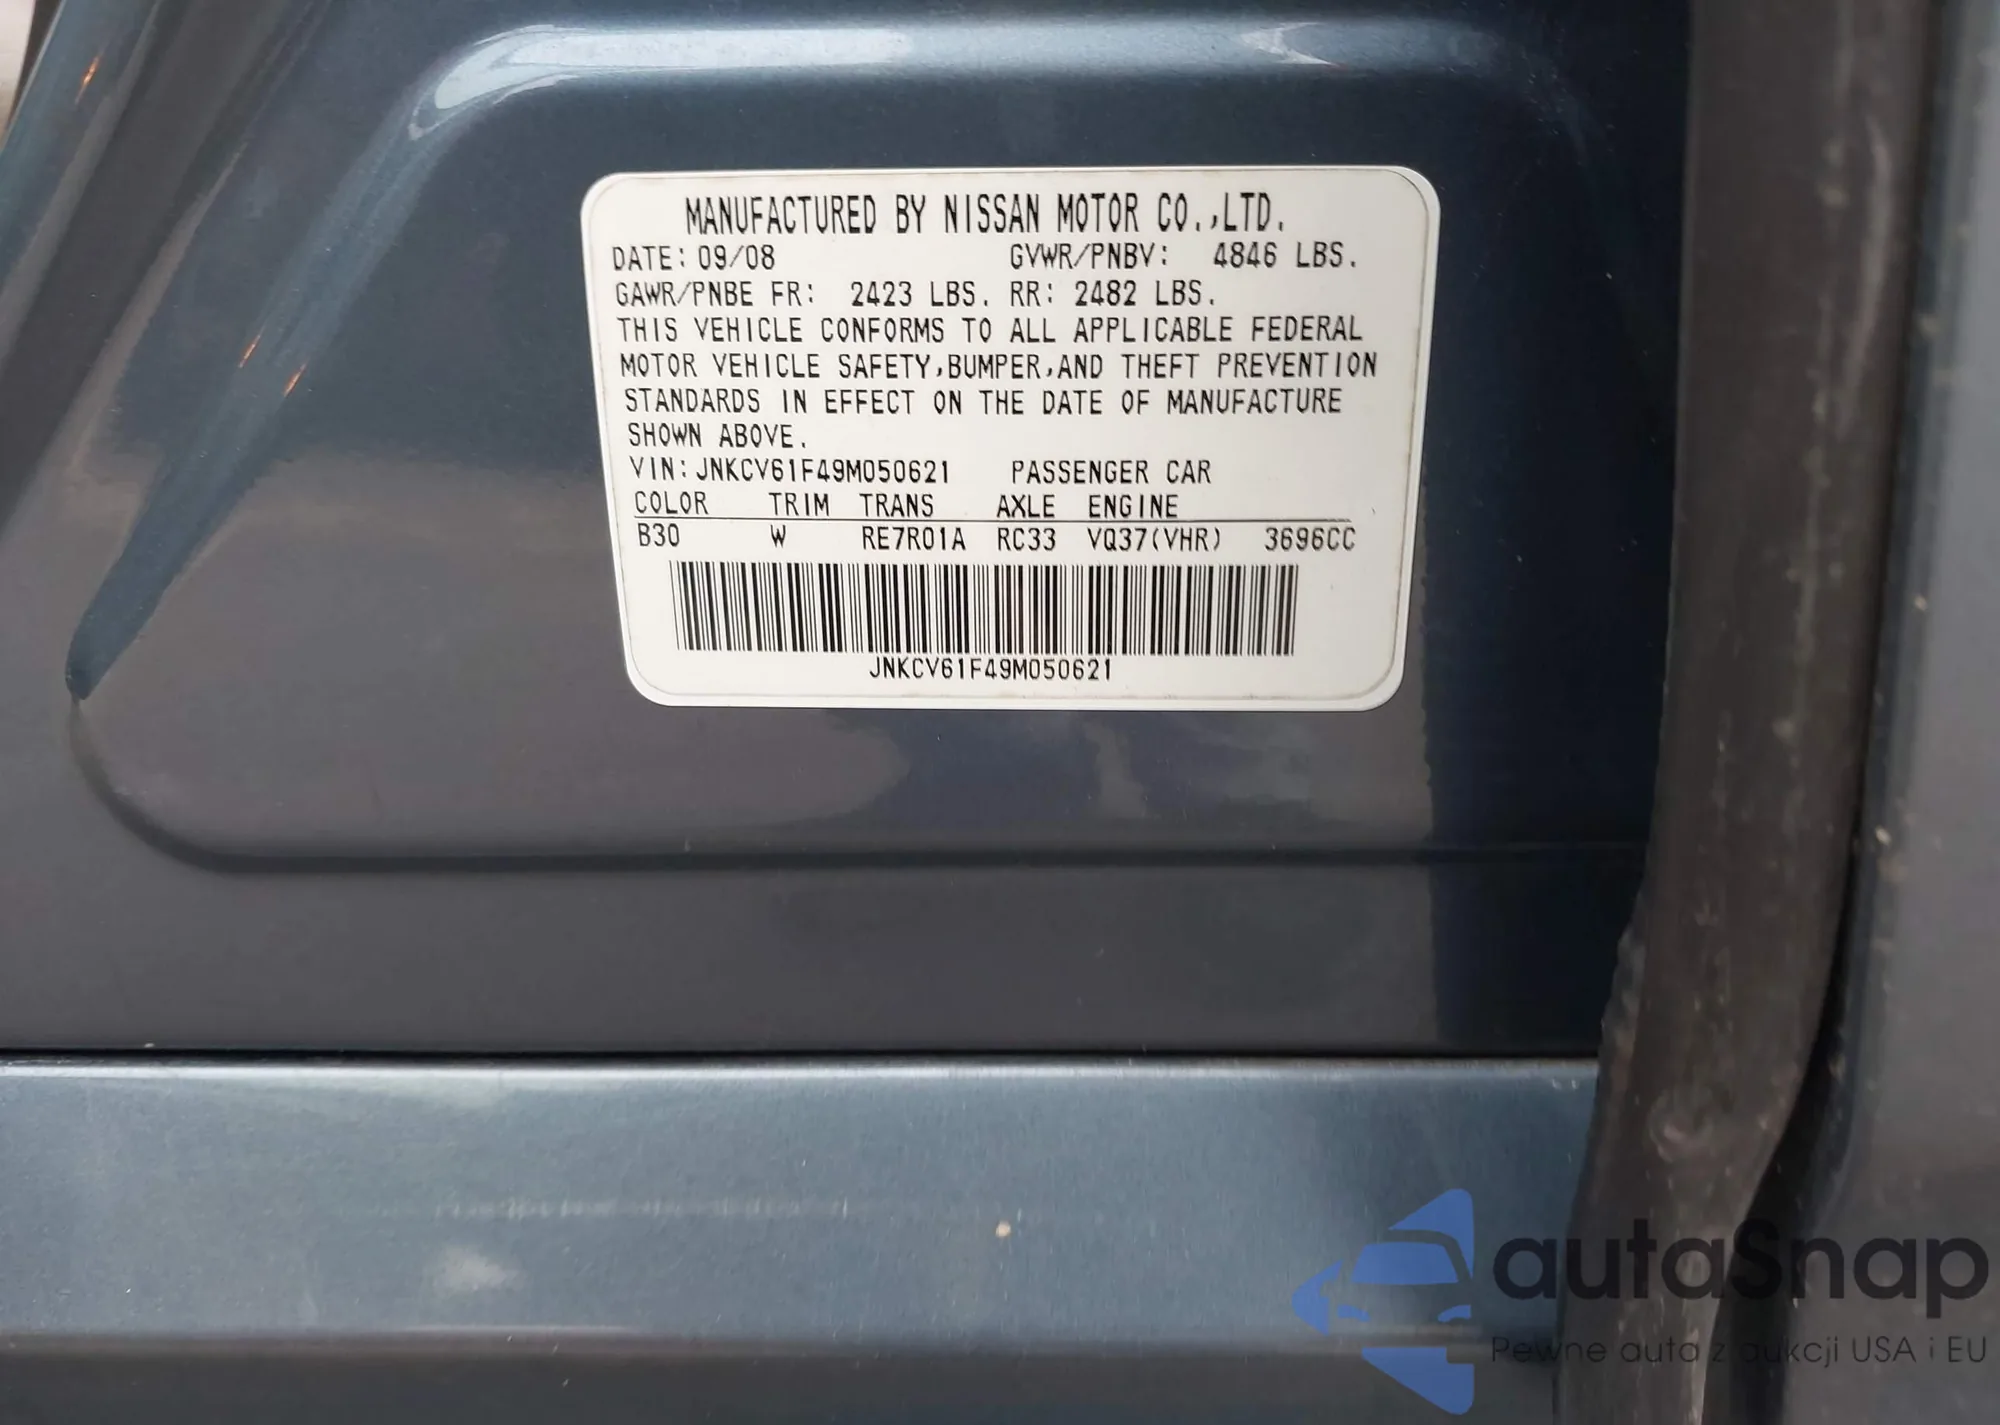 MANUFACTURED BY NISSAN MOTOR CO.,LTD.
DATE: 09/08 GVWR/PNBV: 4846 LBS.
GAWR/PNBE FR: 2423 LBS. RR: 2482 LBS.
THIS VEHICLE CONFORMS TO ALL APPLICABLE FEDERAL
MOTOR VEHICLE SAFETY,BUMPER,AND THEFT PREVENTION
STANDARDS IN EFFECT ON THE DATE OF MANUFACTURE
SHOWN ABOVE.
VIN: JNKCV61F49M050621 PASSENGER CAR
COLOR TRIM TRANS AXLE ENGINE
B30 W RE7R01A RC33 VQ37(VHR) 3696CC
JNKCV61F49M050621
autaSnap
Pewne auta z aukcji USA i EU